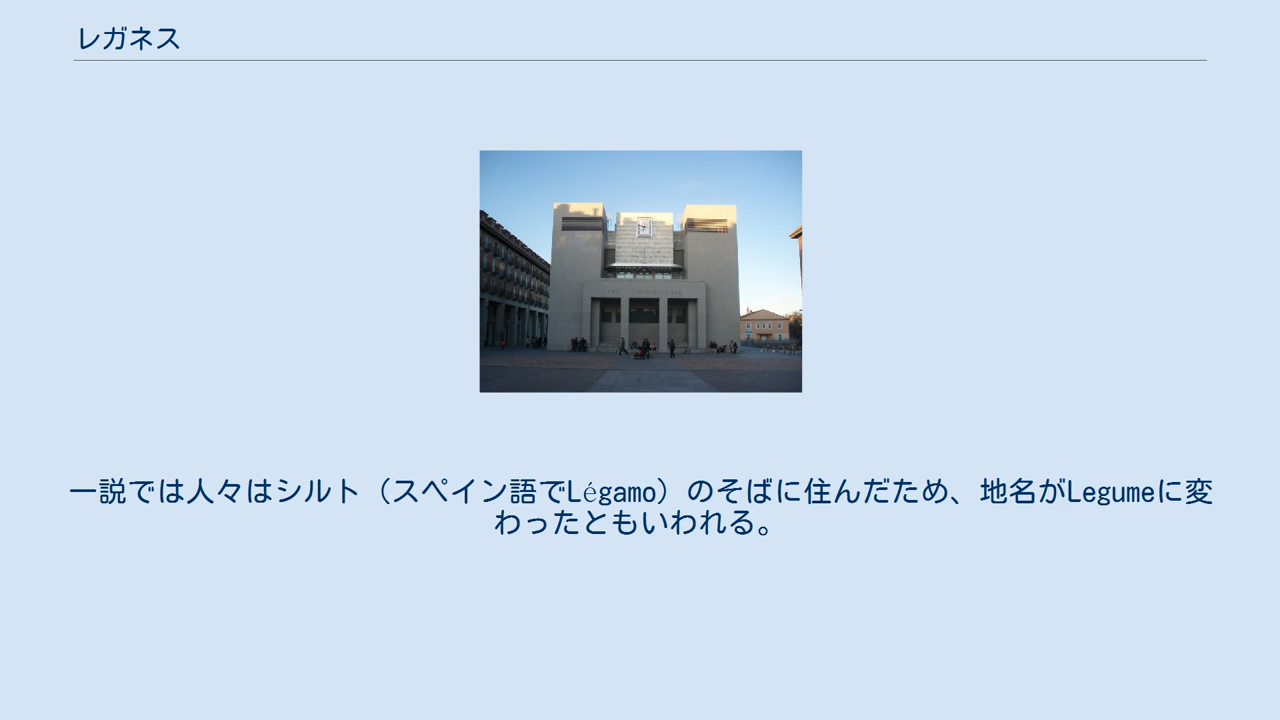 レガネス
一説では人々はシルト（スペイン語でLégamo）のそばに住んだため、地名がLegumeに変
わったともいわれる。